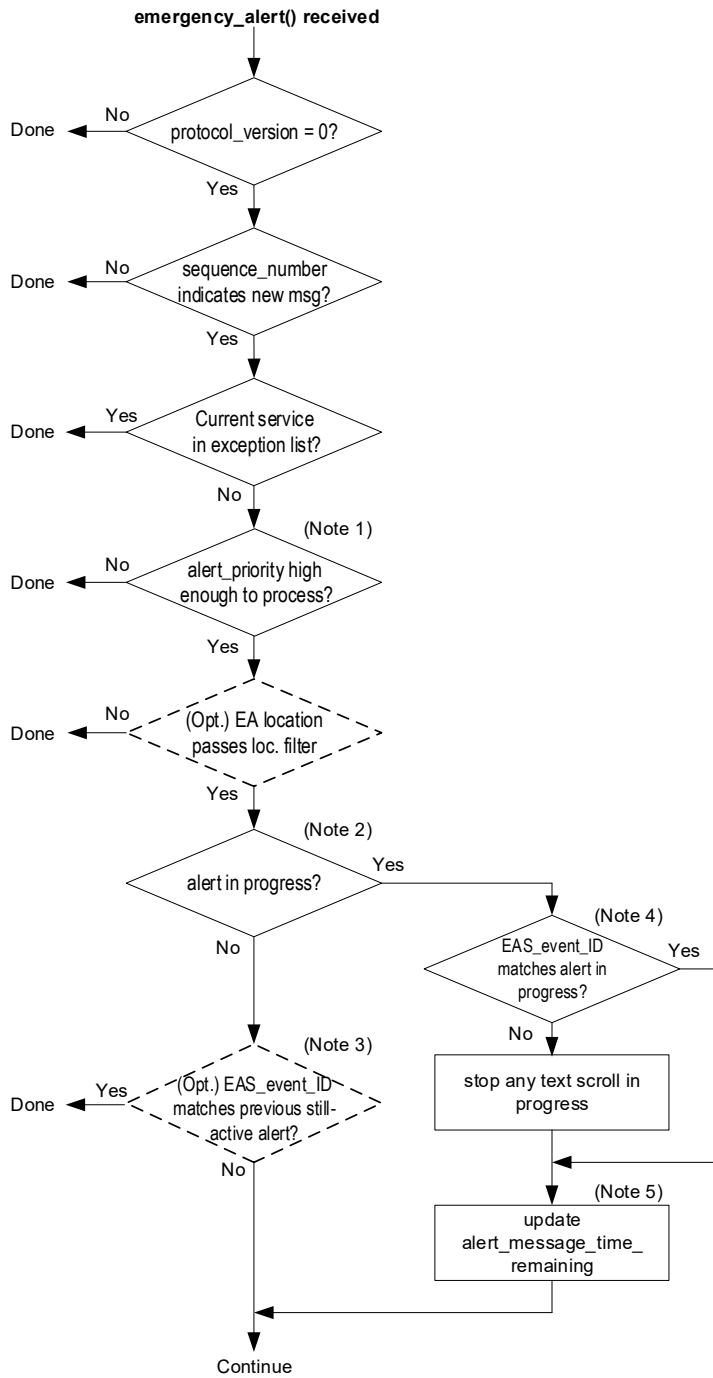 emergency_alert() received
No
Done
protocol_version = 0?
Yes
No
Done
sequence_number
indicates new msg?
Yes
Yes
Done
Current service
in exception list?
No
(Note 1)
No
Done
alert_priority high
enough to process?
Yes
No
Done
(Opt.) EA location
passes loc. filter
Yes
(Note 2)
Yes
alert in progress?
No
(Note 4)
EAS_event_ID
matches alert in
progress?
Yes
No
(Note 3)
Yes
Done
(Opt.) EAS_event_ID
matches previous still-
active alert?
No
stop any text scroll in
progress
(Note 5)
update
alert_message_time_
remaining
Continue